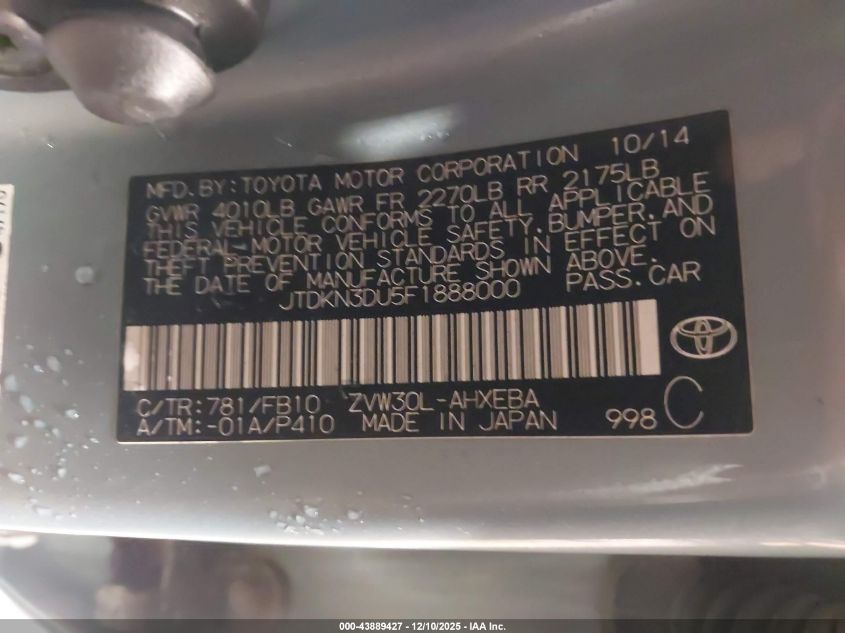 MFD.BY:TOYOTA MOTOR CORPORATION 10/14
GVWR 4010LB GAWR FR 2270LB RR 2175LB
THIS VEHICLE CONFORMS TO ALL APPLICABLE
FEDERAL MOTOR VEHICLE SAFETY,BUMPER,AND
THEFT PREVENTION STANDARDS IN EFFECT ON
THE DATE OF MANUFACTURE SHOWN ABOVE.
JTDKN3DU5F1888000 PASS.CAR
C/TR:781/FB10 ZVW30L-AHXEBA
A/TM:-01A/P410 MADE IN JAPAN 998 C
000-43889427 - 12/10/2025 - IAA Inc.